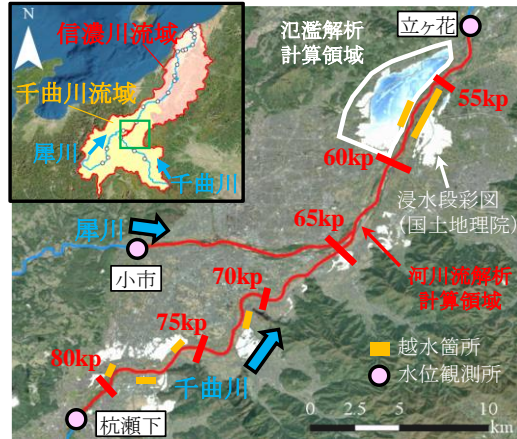 信濃川流域
千曲川流域
犀川
千曲川
立ヶ花
氾濫解析
計算領域
55kp
60kp
浸水段彩図
(国土地理院)
犀川
65kp
小市
河川流解析
計算領域
70kp
75kp
越水箇所
80kp
千曲川
水位観測所
杭瀬下
0 2.5 5 10
km